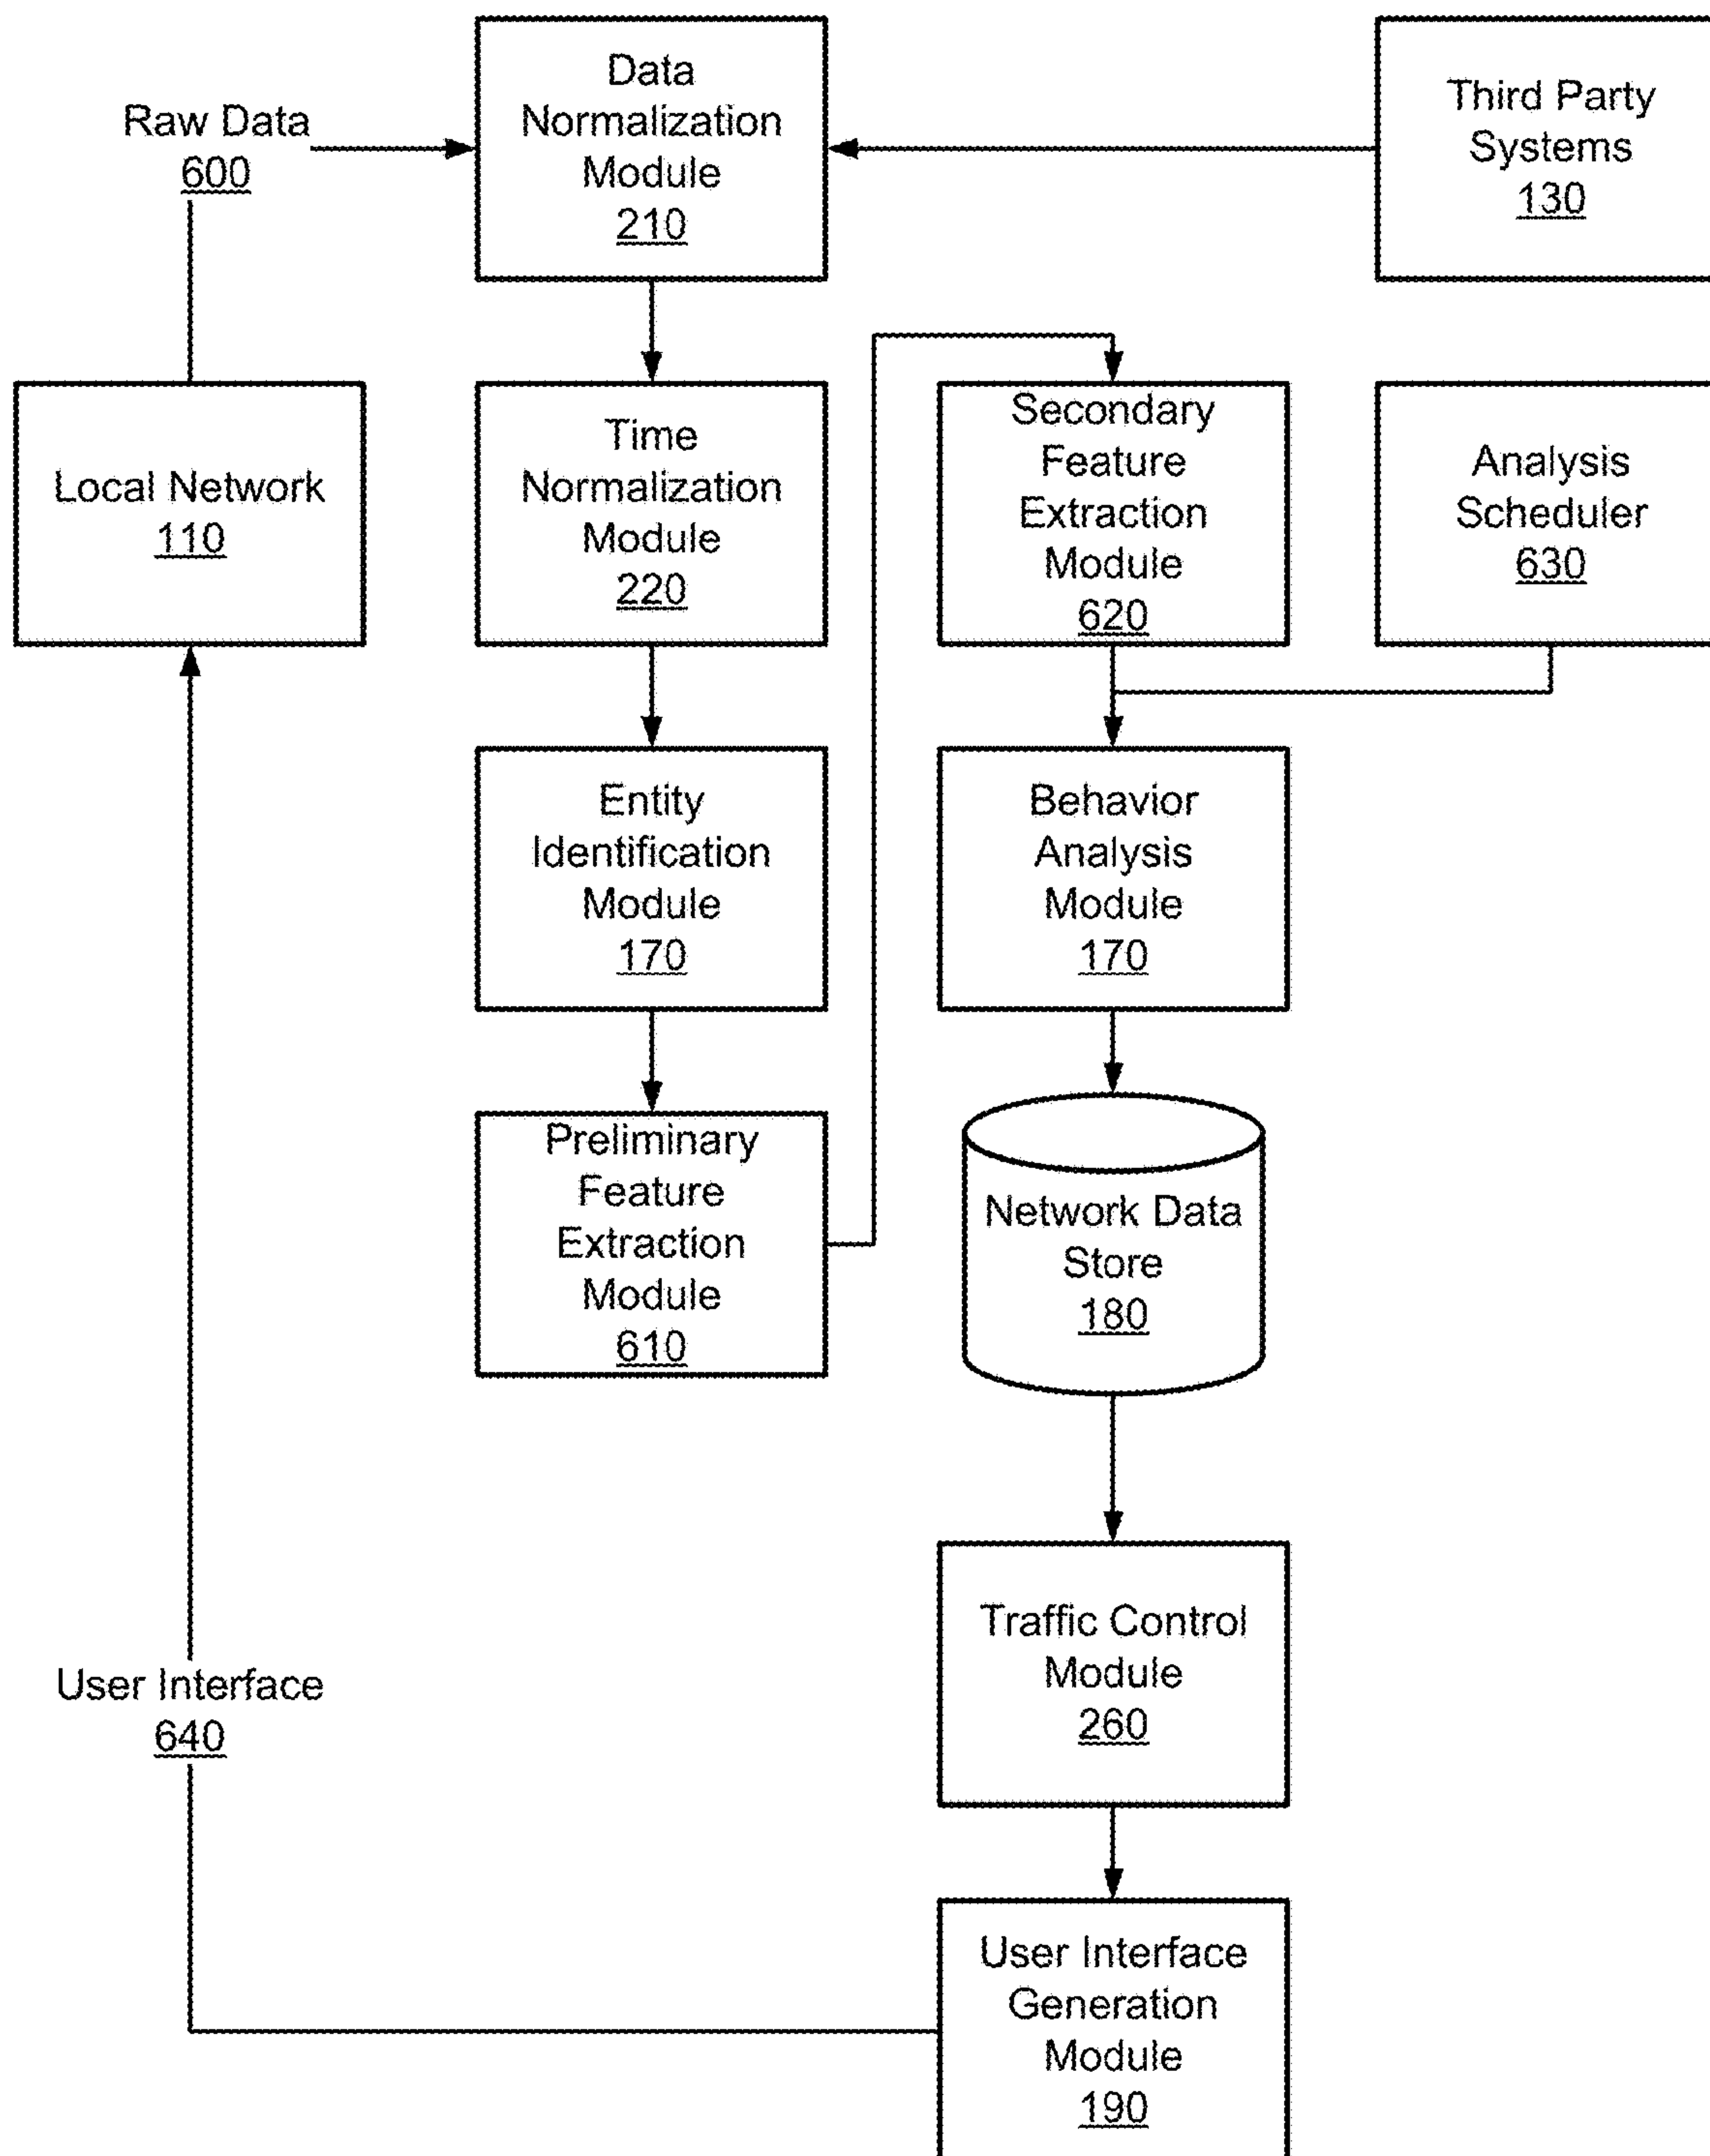 Raw Data
600
Data
Normalization
Module
210
Third Party
Systems
130
Local Network
110
Time
Normalization
Module
220
Secondary
Feature
Extraction
Module
620
Analysis
Scheduler
630
Entity
Identification
Module
170
Behavior
Analysis
Module
170
Preliminary
Feature
Extraction
Module
610
Network Data
Store
180
Traffic Control
Module
260
User Interface
640
User Interface
Generation
Module
190